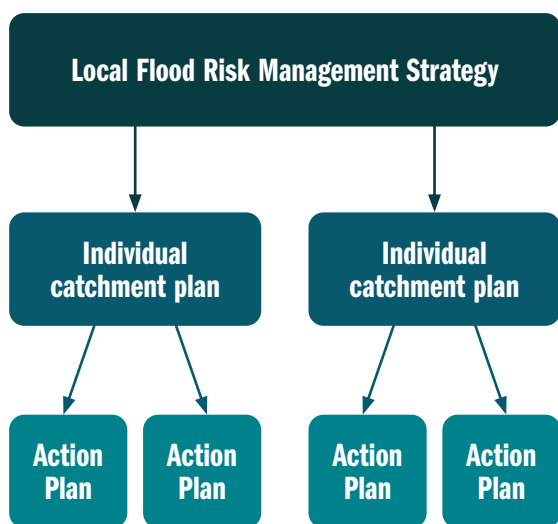 Local Flood Risk Management Strategy
Individual
catchment plan
Individual
catchment plan
Action
Plan
Action
Plan
Action
Plan
Action
Plan